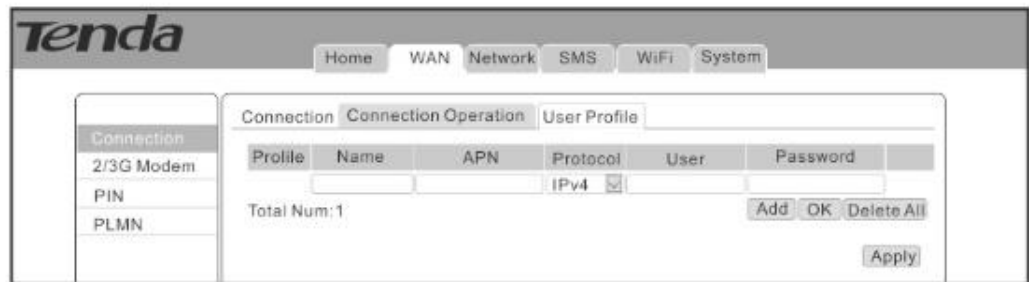 Tenda
Home WAN Network SMS WiFi System
Connection
2/3G Modem
PIN
PLMN
Connection Connection Operation User Profile
Prolile Name APN Protocol User Password
IPv4
Total Num:1
Add OK Delete All
Apply